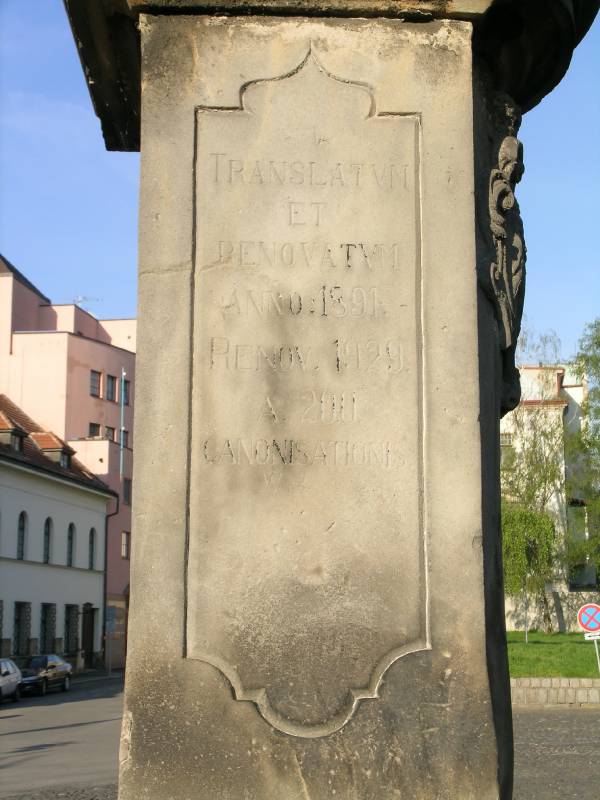 TRANSLATVM
ET
RENOVATVM
ANNO: 1891.
RENOV. 1929.
A. 200.
CANONISATIONIS